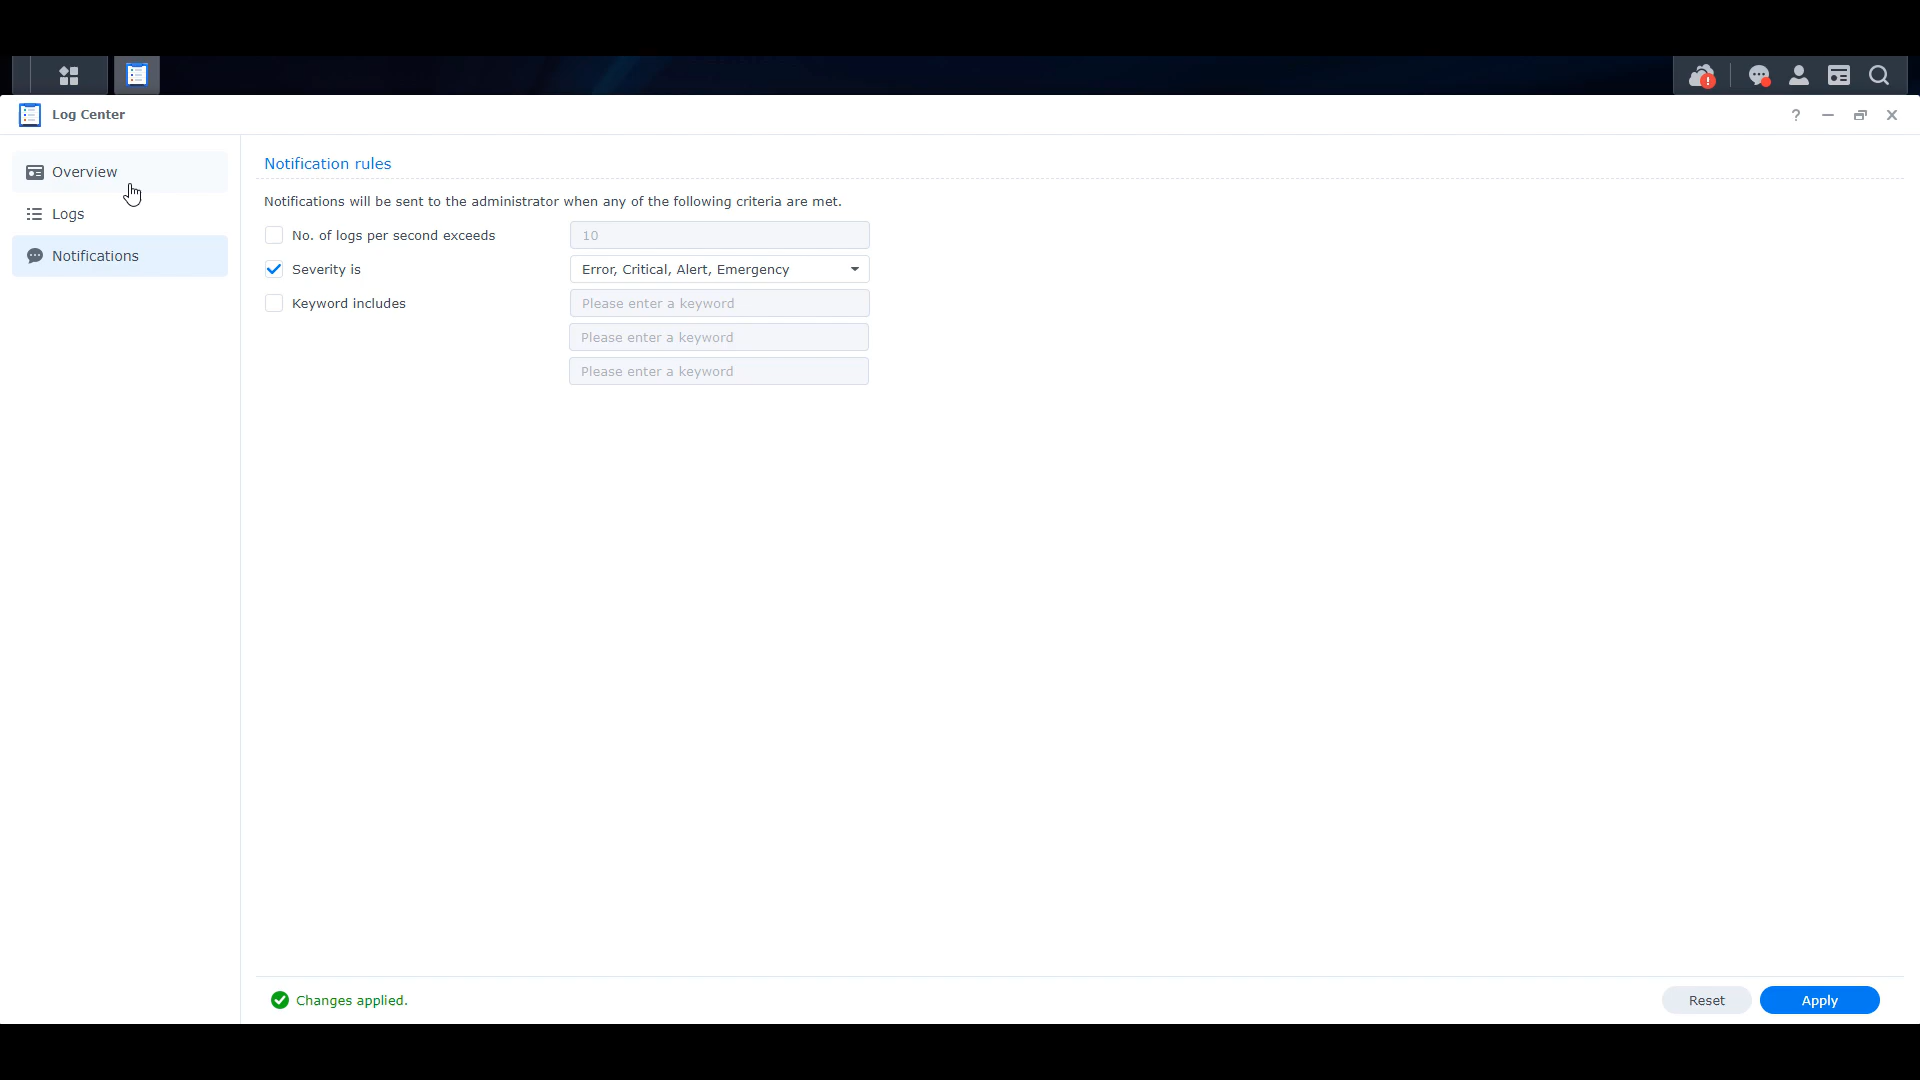 Log Center
?
Overview
Logs
Notifications
Notification rules
Notifications will be sent to the administrator when any of the following criteria are met.
No. of logs per second exceeds 10
Severity is Error, Critical, Alert, Emergency
Keyword includes Please enter a keyword
Please enter a keyword
Please enter a keyword
Changes applied.
Reset Apply